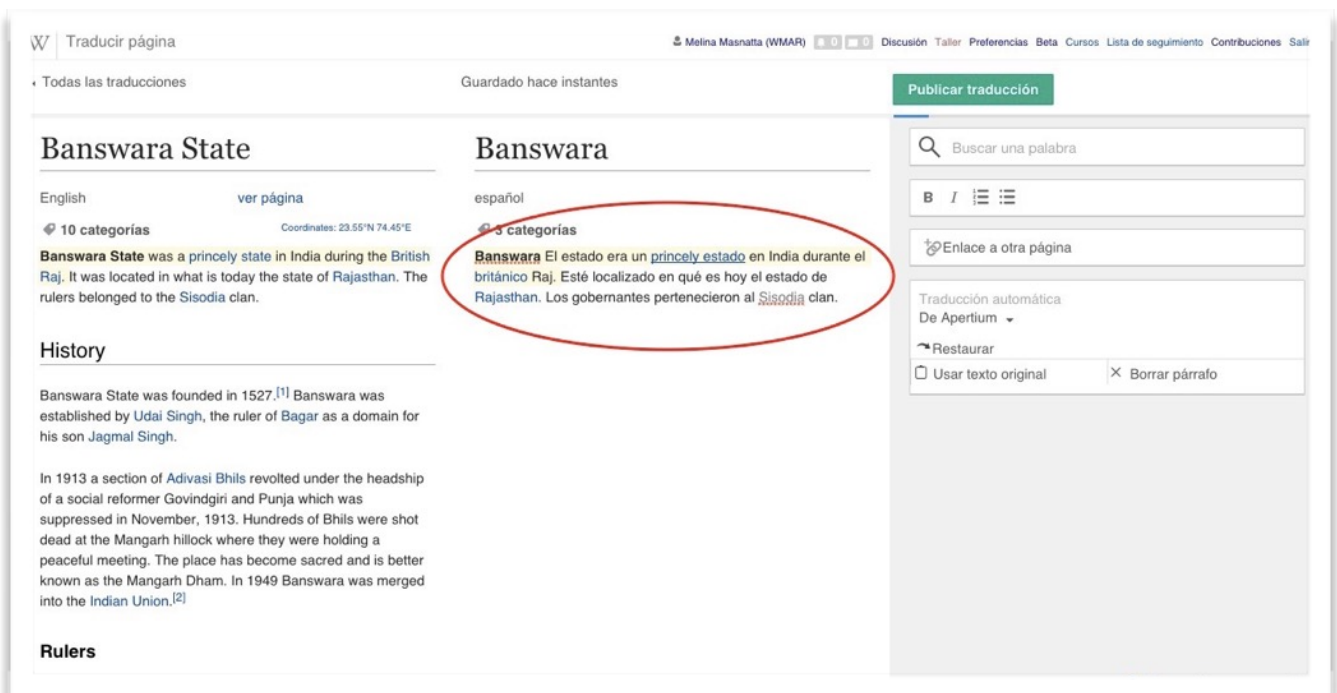 W Traducir página
Melina Masnatta (WMAR) 0 0 Discusión Taller Preferencias Beta Cursos Lista de seguimiento Contribuciones Salir
Todas las traducciones
Guardado hace instantes
Publicar traducción
Banswara State
English ver página
10 categorías Coordinates: 23.55°N 74.45°E
Banswara State was a princely state in India during the British
Raj. It was located in what is today the state of Rajasthan. The
rulers belonged to the Sisodia clan.
History
Banswara State was founded in 1527.[1] Banswara was
established by Udai Singh, the ruler of Bagar as a domain for
his son Jagmal Singh.
In 1913 a section of Adivasi Bhils revolted under the headship
of a social reformer Govindgiri and Punja which was
suppressed in November, 1913. Hundreds of Bhils were shot
dead at the Mangarh hillock where they were holding a
peaceful meeting. The place has become sacred and is better
known as the Mangarh Dham. In 1949 Banswara was merged
into the Indian Union.[2]
Rulers
Banswara
español
3 categorías
Banswara El estado era un princely estado en India durante el
británico Raj. Esté localizado en qué es hoy el estado de
Rajasthan. Los gobernantes pertenecieron al Sisodia clan.
Buscar una palabra
B I
Enlace a otra página
Traducción automática
De Apertium
Restaurar
Usar texto original
Borrar párrafo